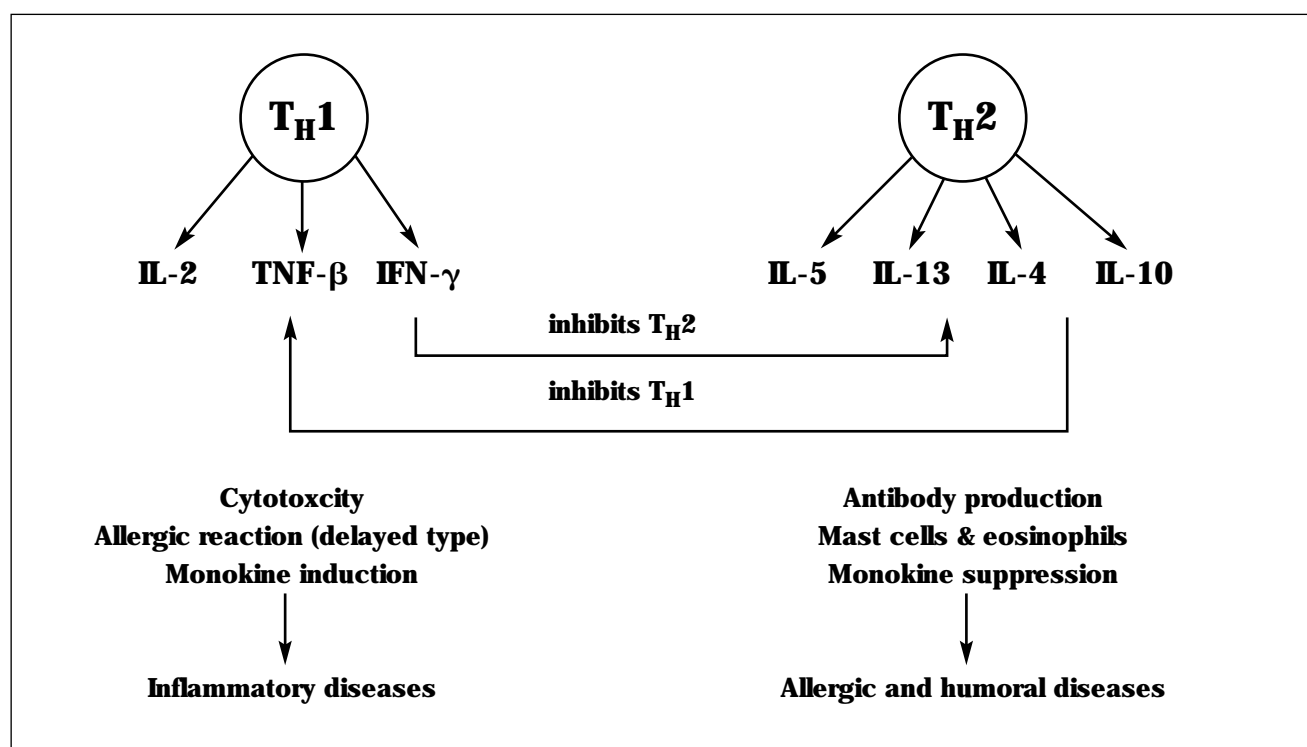 TH1 TH2
IL-2 TNF-β IFN-γ IL-5 IL-13 IL-4 IL-10
inhibits TH2
inhibits TH1
Cytotoxcity Antibody production
Allergic reaction (delayed type) Mast cells & eosinophils
Monokine induction Monokine suppression
Inflammatory diseases Allergic and humoral diseases